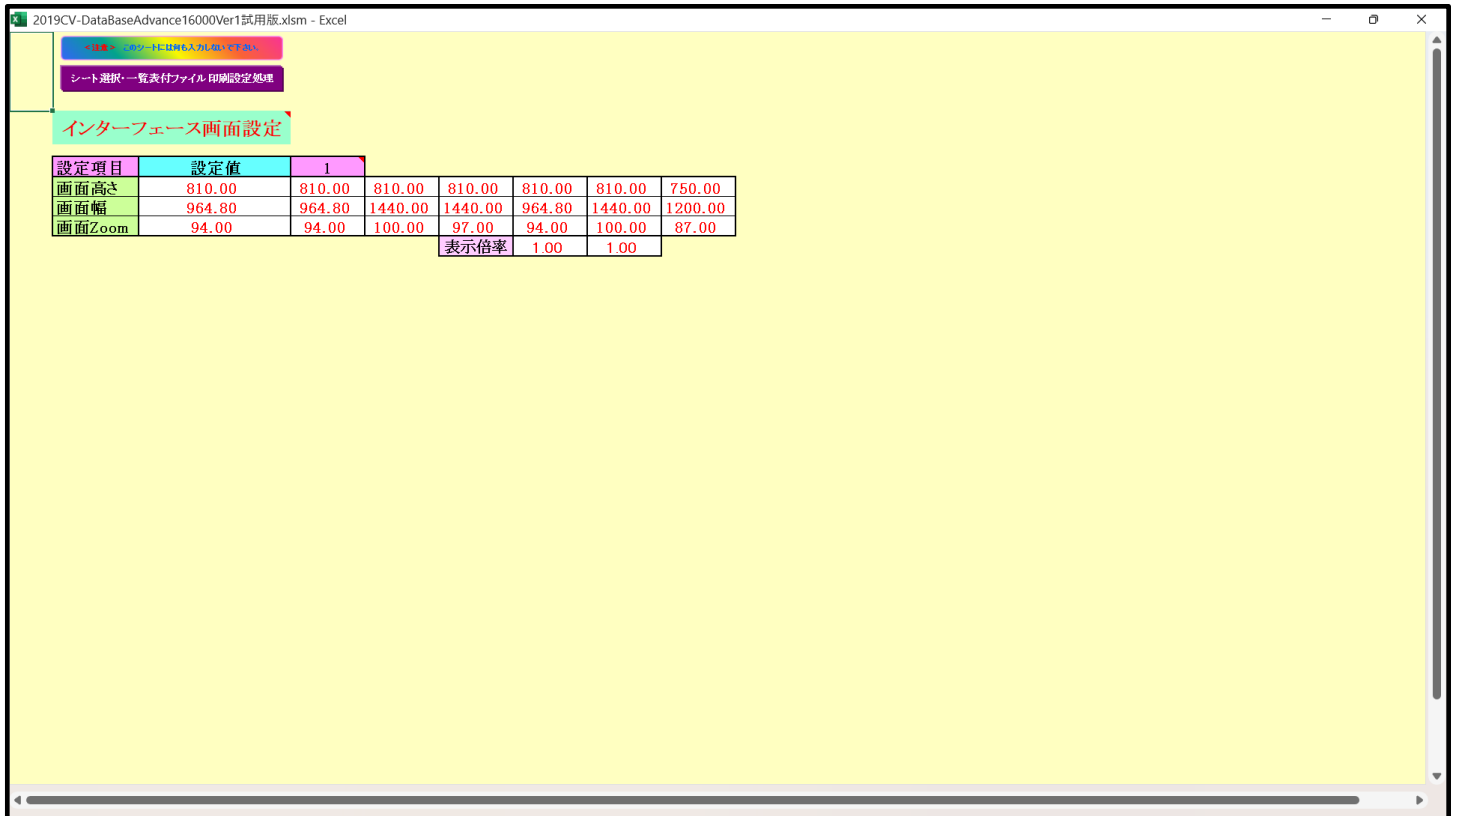 2019CV-DataBaseAdvance16000Ver1試用版.xlsm - Excel
<注意> このシートには何も入力しないで下さい.
シート選択・一覧表付ファイル印刷設定処理
インターフェース画面設定
設定項目 設定値 1
画面高さ 810.00 810.00 810.00 810.00 810.00 810.00 750.00
画面幅 964.80 964.80 1440.00 1440.00 964.80 1440.00 1200.00
画面Zoom 94.00 94.00 100.00 97.00 94.00 100.00 87.00
表示倍率 1.00 1.00